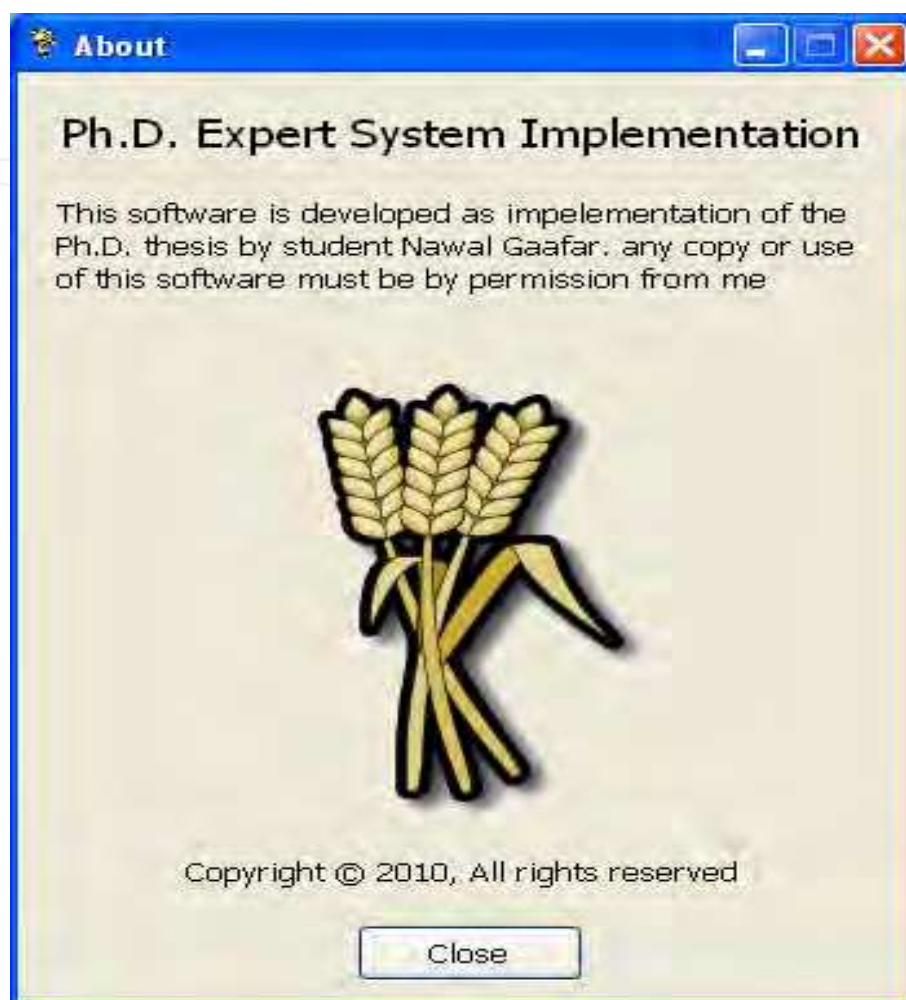 About
Ph.D. Expert System Implementation
This software is developed as impelementation of the
Ph.D. thesis by student Nawal Gaafar. any copy or use
of this software must be by permission from me
Copyright © 2010, All rights reserved
Close